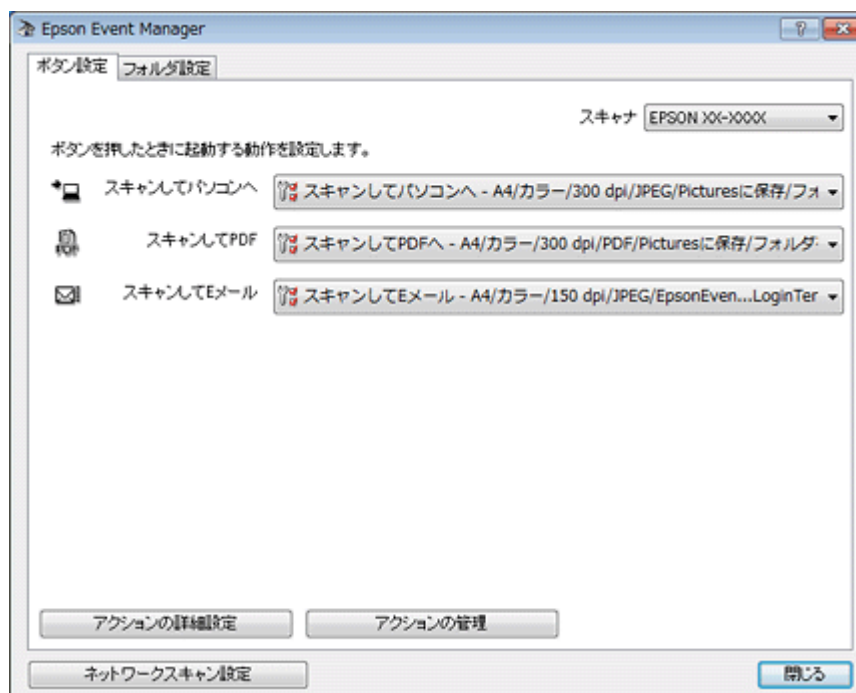 Epson Event Manager
ボタン設定 フォルダ設定
スキャナ EPSON XX-XXXX
ボタンを押したときに起動する動作を設定します。
スキャンしてパソコンへ スキャンしてパソコンへ - A4/カラー/300 dpi/JPEG/Picturesに保存/フォ
スキャンしてPDF スキャンしてPDFへ - A4/カラー/300 dpi/PDF/Picturesに保存/フォルダ
スキャンしてEメール スキャンしてEメール - A4/カラー/150 dpi/JPEG/EpsonEven...LoginTer
アクションの詳細設定 アクションの管理
ネットワークスキャン設定 閉じる